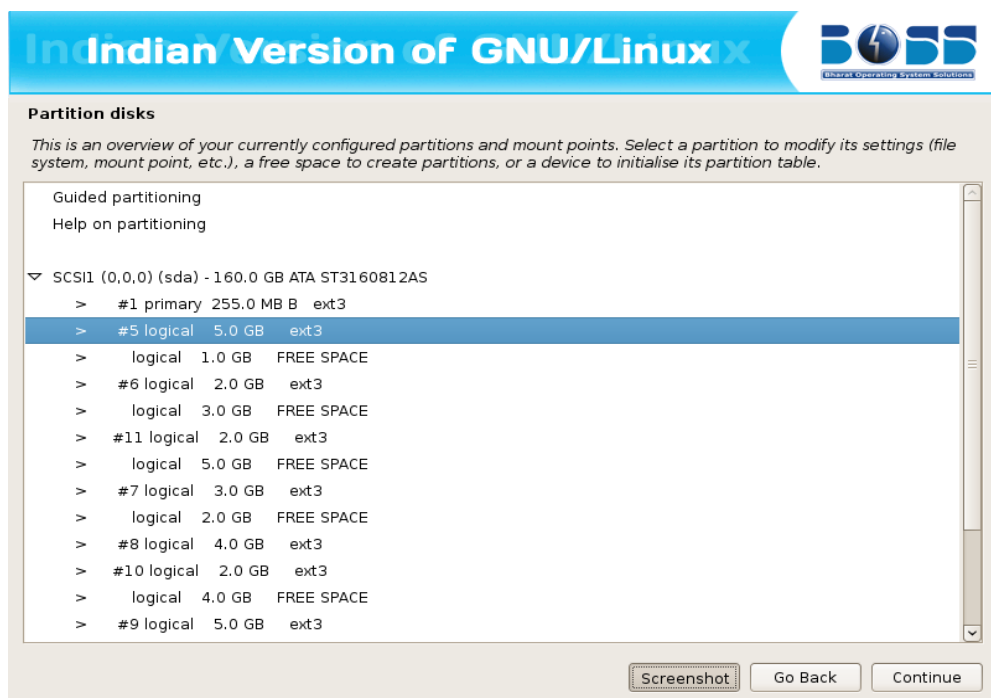 Indian Version of GNU/Linux
BOSS
Bharat Operating System Solutions
Partition disks
This is an overview of your currently configured partitions and mount points. Select a partition to modify its settings (file
system, mount point, etc.), a free space to create partitions, or a device to initialise its partition table.
Guided partitioning
Help on partitioning
SCSI1 (0,0,0) (sda) - 160.0 GB ATA ST3160812AS
> #1 primary 255.0 MB B ext3
> #5 logical 5.0 GB ext3
> logical 1.0 GB FREE SPACE
> #6 logical 2.0 GB ext3
> logical 3.0 GB FREE SPACE
> #11 logical 2.0 GB ext3
> logical 5.0 GB FREE SPACE
> #7 logical 3.0 GB ext3
> logical 2.0 GB FREE SPACE
> #8 logical 4.0 GB ext3
> #10 logical 2.0 GB ext3
> logical 4.0 GB FREE SPACE
> #9 logical 5.0 GB ext3
Screenshot Go Back Continue